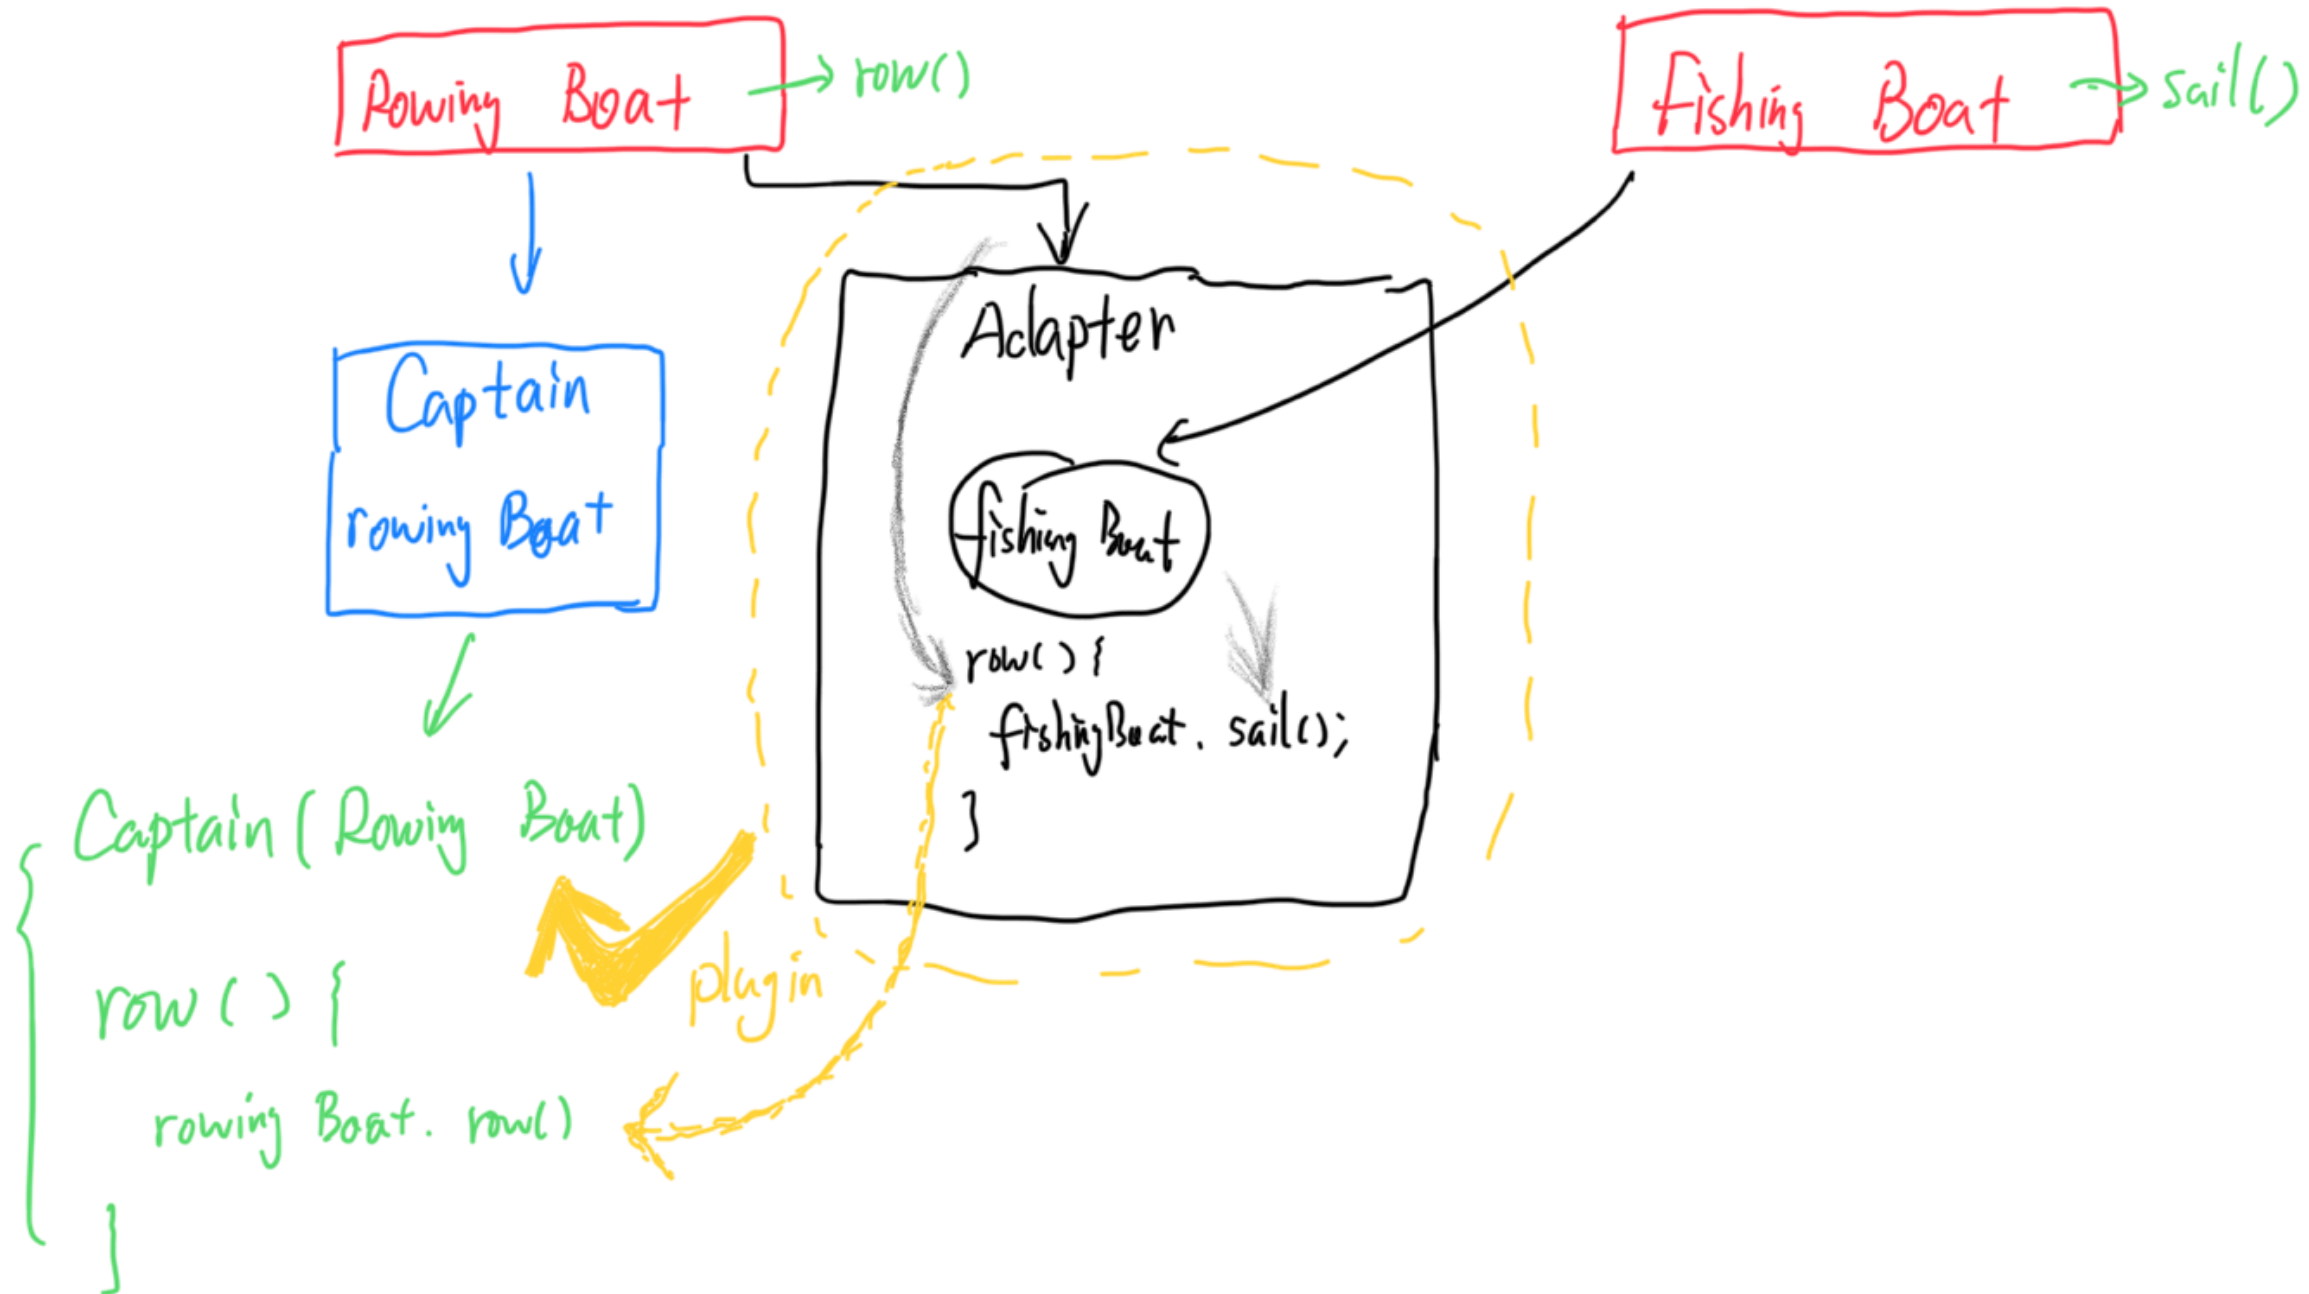 Rowing Boat
row()
Fishing Boat
sail()
Adapter
Captain
rowing Boat
fishing Boat
row() {
fishingBoat. sail();
}
Captain (Rowing Boat)
{
row() {
rowing Boat. row()
}
plugin